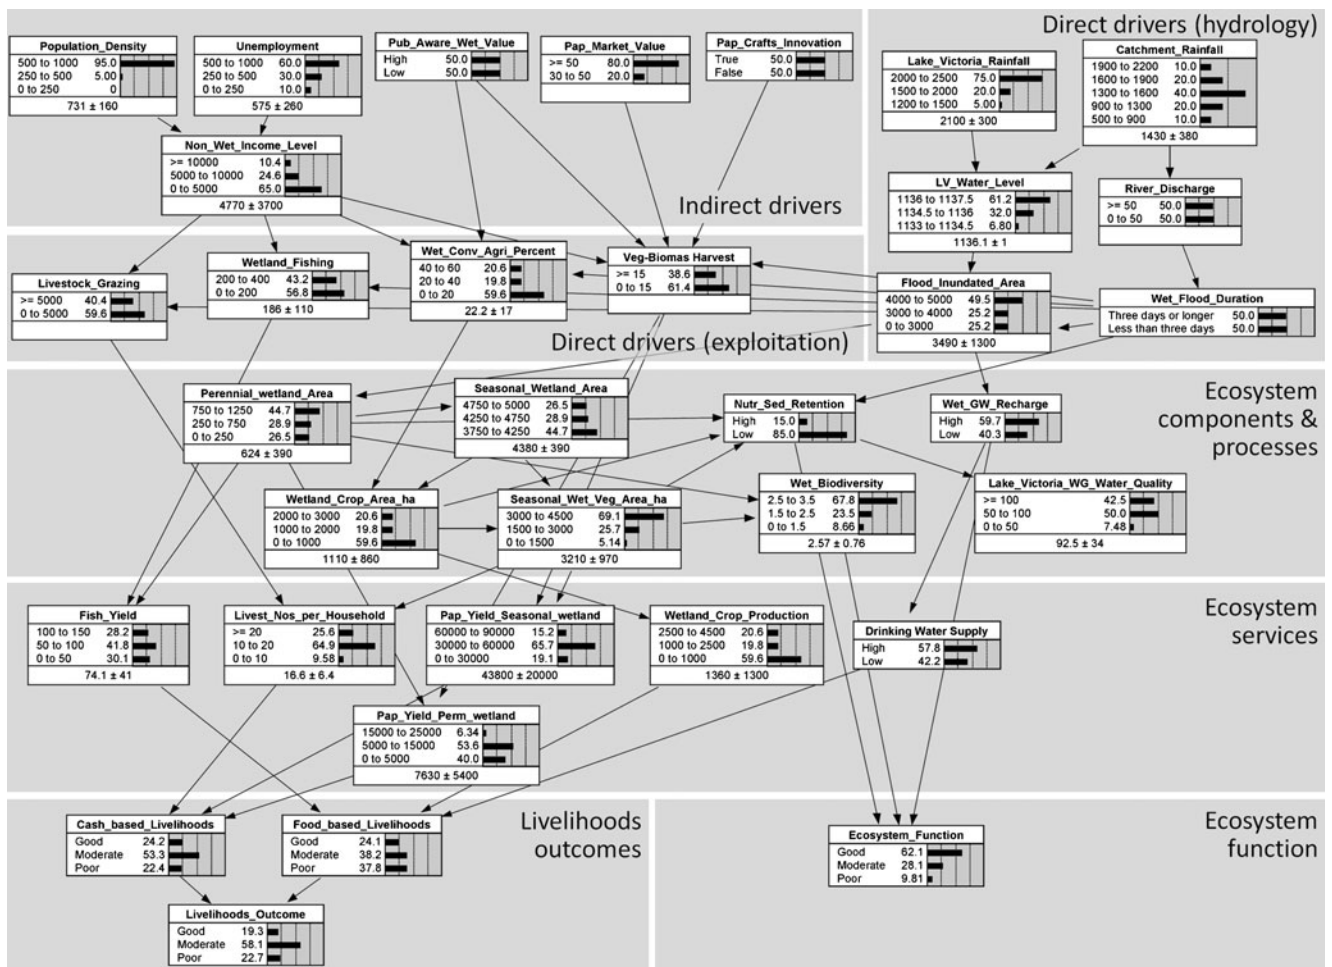 Direct drivers (hydrology)
Population_Density
500 to 1000 95.0
250 to 500 5.00
0 to 250 0
731 ± 160
Unemployment
500 to 1000 60.0
250 to 500 30.0
0 to 250 10.0
575 ± 260
Pub_Aware_Wet_Value
High 50.0
Low 50.0
Pap_Market_Value
>= 50 80.0
30 to 50 20.0
Pap_Crafts_Innovation
True 50.0
False 50.0
Lake_Victoria_Rainfall
2000 to 2500 75.0
1500 to 2000 20.0
1200 to 1500 5.00
2100 ± 300
Catchment_Rainfall
1900 to 2200 10.0
1600 to 1900 20.0
1300 to 1600 40.0
900 to 1300 20.0
500 to 900 10.0
1430 ± 380
Non_Wet_Income_Level
>= 10000 10.4
5000 to 10000 24.6
0 to 5000 65.0
4770 ± 3700
Indirect drivers
LV_Water_Level
1136 to 1137.5 61.2
1134.5 to 1136 32.0
1133 to 1134.5 6.80
1136.1 ± 1
River_Discharge
>= 50 50.0
0 to 50 50.0
Livestock_Grazing
>= 5000 40.4
0 to 5000 59.6
Wetland_Fishing
200 to 400 43.2
0 to 200 56.8
186 ± 110
Wet_Conv_Agri_Percent
40 to 60 20.6
20 to 40 19.8
0 to 20 59.6
22.2 ± 17
Veg-Biomas Harvest
>= 15 38.6
0 to 15 61.4
Flood_Inundated_Area
4000 to 5000 49.5
3000 to 4000 25.2
0 to 3000 25.2
3490 ± 1300
Wet_Flood_Duration
Three days or longer 50.0
Less than three days 50.0
Direct drivers (exploitation)
Perennial_wetland_Area
750 to 1250 44.7
250 to 750 28.9
0 to 250 26.5
624 ± 390
Seasonal_Wetland_Area
4750 to 5000 26.5
4250 to 4750 28.9
3750 to 4250 44.7
4380 ± 390
Nutr_Sed_Retention
High 15.0
Low 85.0
Wet_GW_Recharge
High 59.7
Low 40.3
Ecosystem
components &
processes
Wetland_Crop_Area_ha
2000 to 3000 20.6
1000 to 2000 19.8
0 to 1000 59.6
1110 ± 860
Seasonal_Wet_Veg_Area_ha
3000 to 4500 69.1
1500 to 3000 25.7
0 to 1500 5.14
3210 ± 970
Wet_Biodiversity
2.5 to 3.5 67.8
1.5 to 2.5 23.5
0 to 1.5 8.66
2.57 ± 0.76
Lake_Victoria_WG_Water_Quality
>= 100 42.5
50 to 100 50.0
0 to 50 7.48
92.5 ± 34
Fish_Yield
100 to 150 28.2
50 to 100 41.8
0 to 50 30.1
74.1 ± 41
Livest_Nos_per_Household
>= 20 25.6
10 to 20 64.9
0 to 10 9.58
16.6 ± 6.4
Pap_Yield_Seasonal_wetland
60000 to 90000 15.2
30000 to 60000 65.7
0 to 30000 19.1
43800 ± 20000
Wetland_Crop_Production
2500 to 4500 20.6
1000 to 2500 19.8
0 to 1000 59.6
1360 ± 1300
Drinking Water Supply
High 57.8
Low 42.2
Ecosystem
services
Pap_Yield_Perm_wetland
15000 to 25000 6.34
5000 to 15000 53.6
0 to 5000 40.0
7630 ± 5400
Cash_based_Livelihoods
Good 24.2
Moderate 53.3
Poor 22.4
Food_based_Livelihoods
Good 24.1
Moderate 38.2
Poor 37.8
Livelihoods
outcomes
Ecosystem_Function
Good 62.1
Moderate 28.1
Poor 9.81
Ecosystem
function
Livelihoods_Outcome
Good 19.3
Moderate 58.1
Poor 22.7